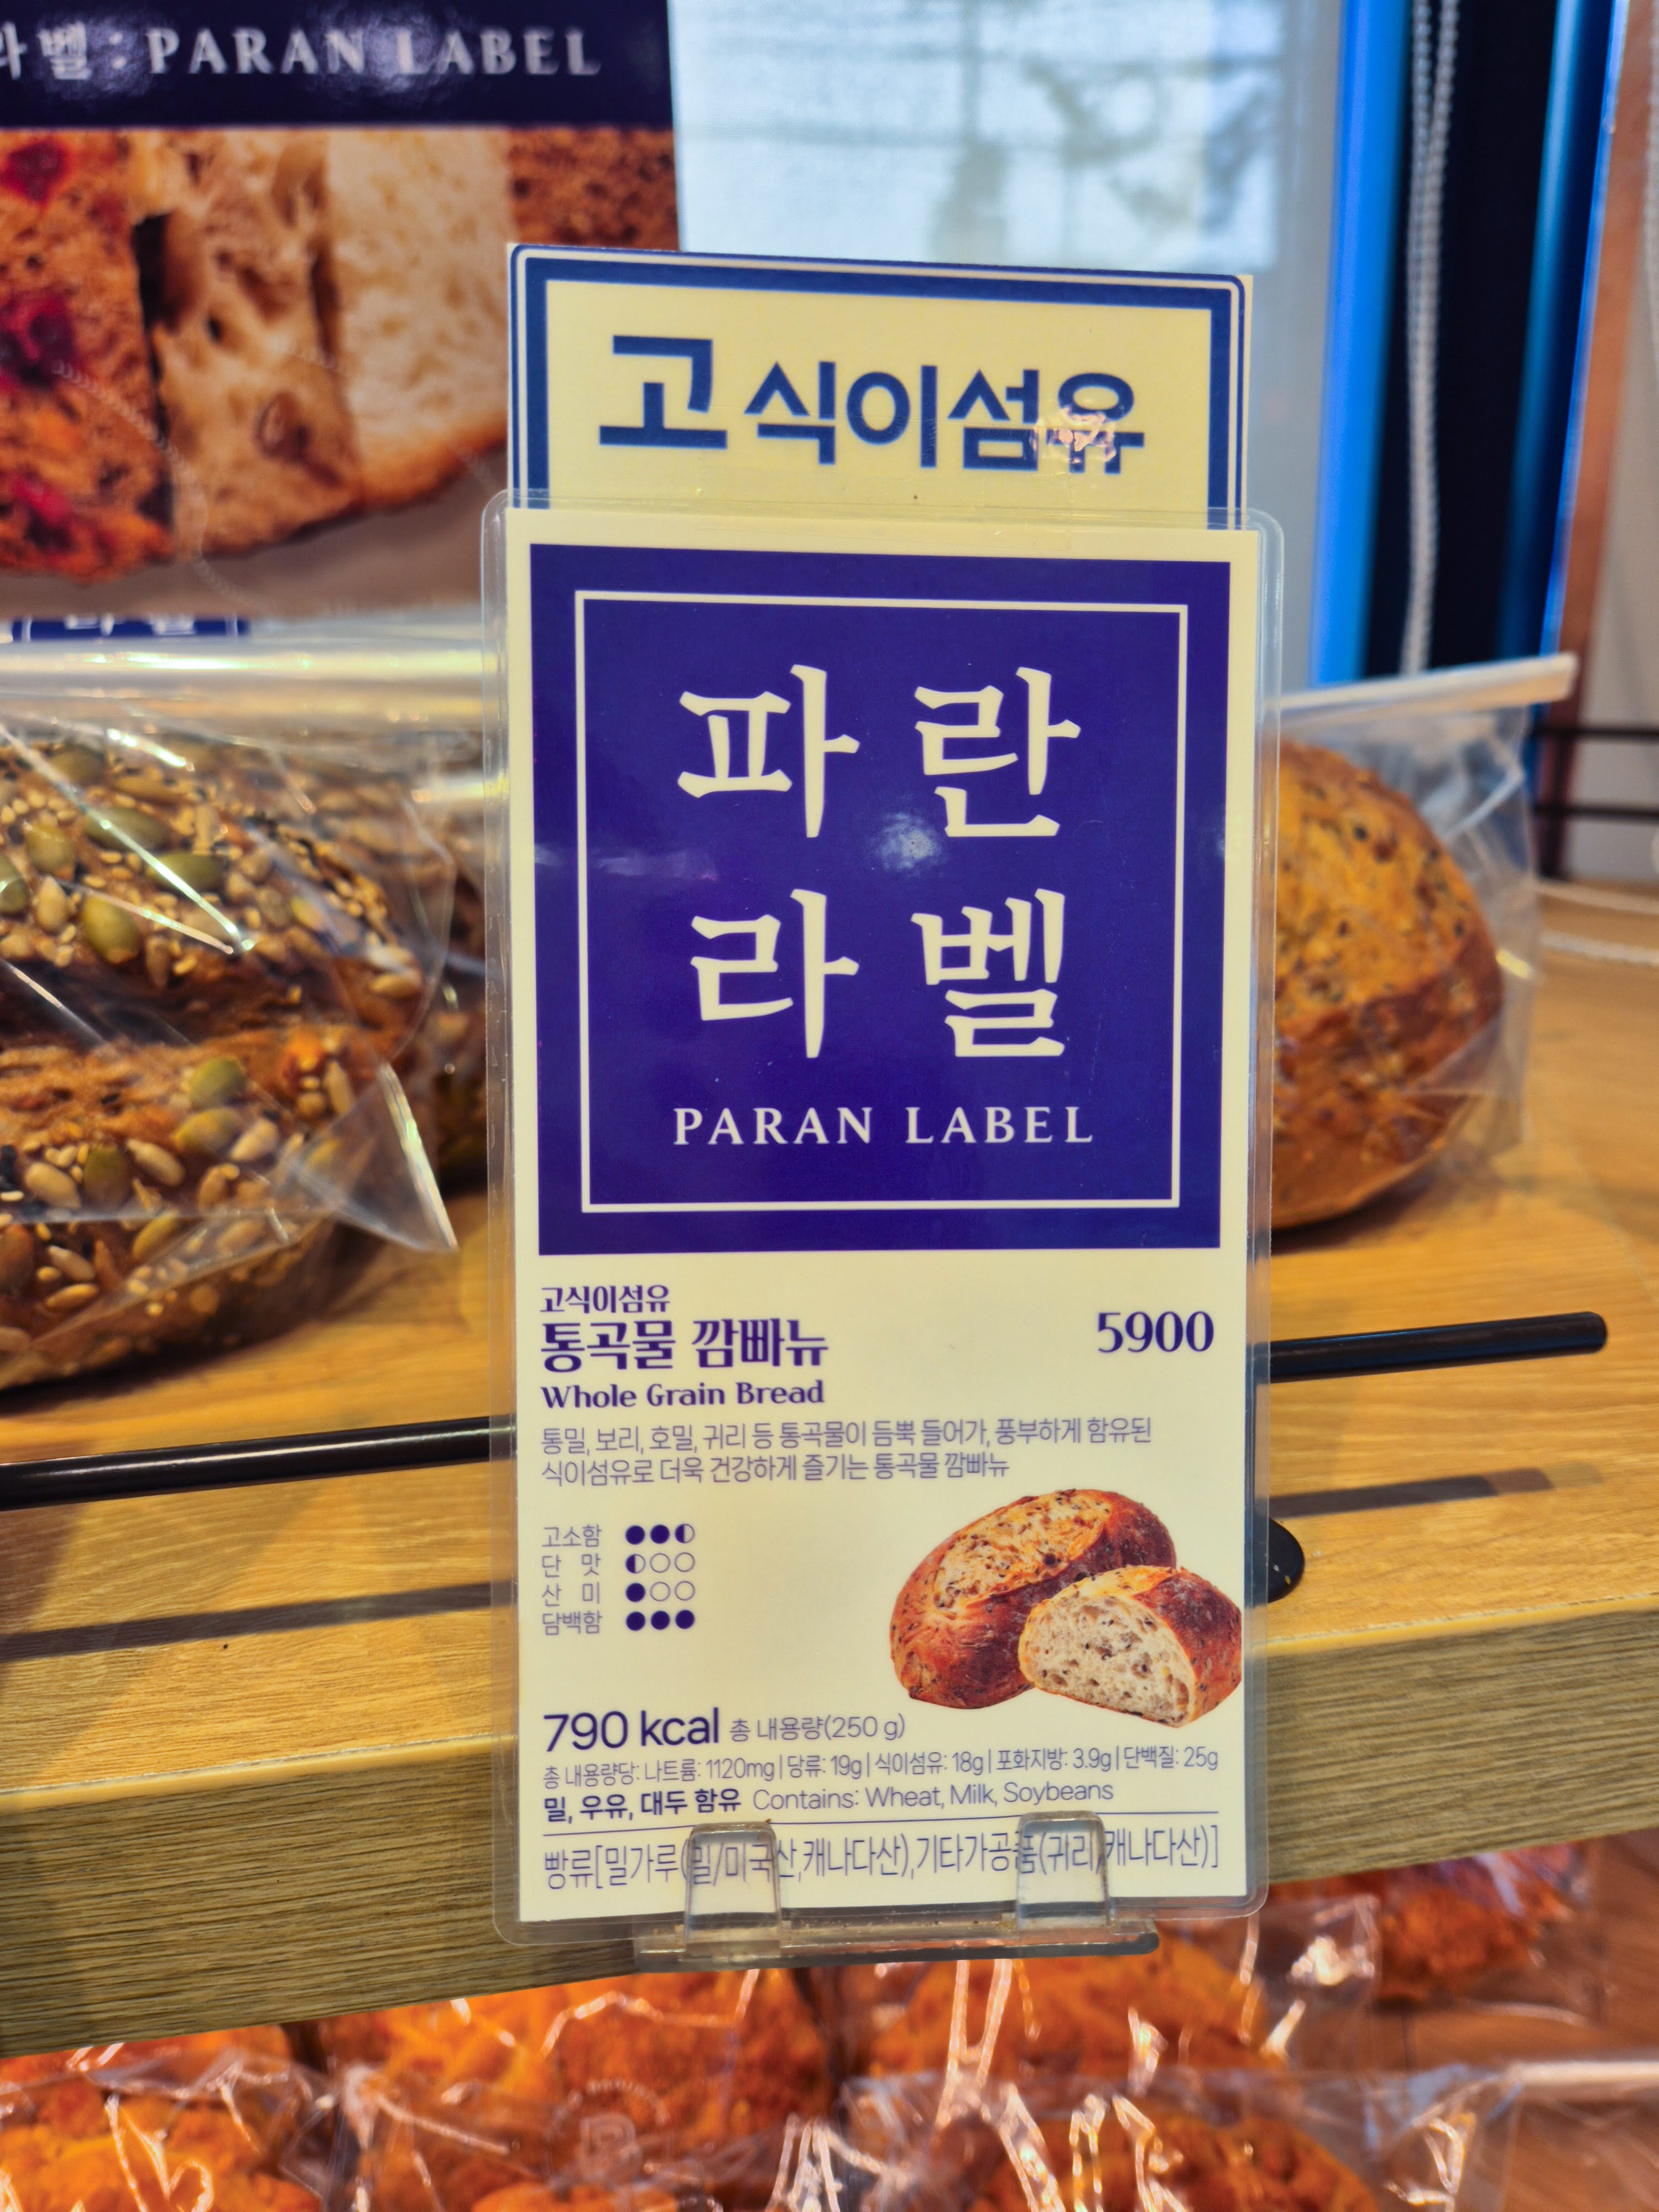 라벨: PARAN LABEL
고식이섬유
파란
라벨
PARAN LABEL
고식이섬유
통곡물 깜빠뉴
5900
Whole Grain Bread
통밀, 보리, 호밀, 귀리 등 통곡물이 듬뿍 들어가, 풍부하게 함유된
식이섬유로 더욱 건강하게 즐기는 통곡물 깜빠뉴
고소함
단 맛
산 미
담백함
790 kcal 총 내용량(250 g)
총 내용량당: 나트륨: 1120mg | 당류: 19g | 식이섬유: 18g | 포화지방: 3.9g | 단백질: 25g
밀, 우유, 대두 함유 Contains: Wheat, Milk, Soybeans
빵류[밀가루(밀/미국산,캐나다산),기타가공품(귀리/캐나다산)]